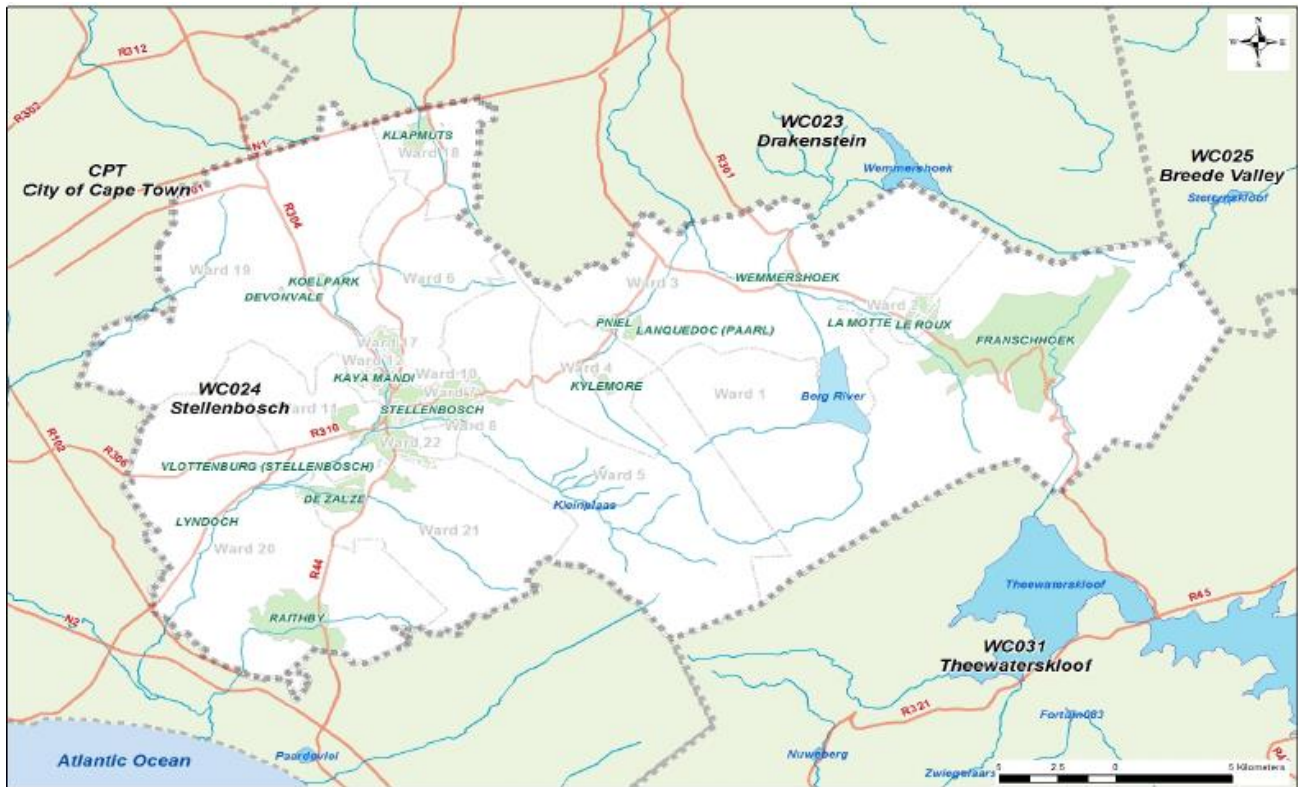 R312
N
W E
S
R302
KLAPMUTS
WC023
Drakenstein
CPT
City of Cape Town
N1
Ward 18
R301
WC025
Breede Valley
Wemmershoek
R304
Ward 19
KOELPARK
Ward 6
Ward 3
WEMMERSHOEK
DEVONVALE
Ward 2
PNIEL
LANQUEDOC (PAARL)
LA MOTTE
LE ROUX
FRANSCHHOEK
Ward 17
Ward 12
KAYA MANDI
Ward 10
Ward 4
KYLEMORE
Ward 1
Berg River
WC024
Stellenbosch
Ward 11
Ward 7
STELLENBOSCH
Ward 8
R310
Ward 22
R102
R306
VLOTTENBURG (STELLENBOSCH)
Ward 5
DE ZALZE
Kleinplaas
LYNDOCH
Ward 21
Ward 20
R44
Theewaterskloof
R45
N2
RAITHBY
WC031
Theewaterskloof
R321
Fortuin083
Atlantic Ocean
Paardevlei
Nuweberg
Zwiegelaars
5 2.5 0 5 Kilometers